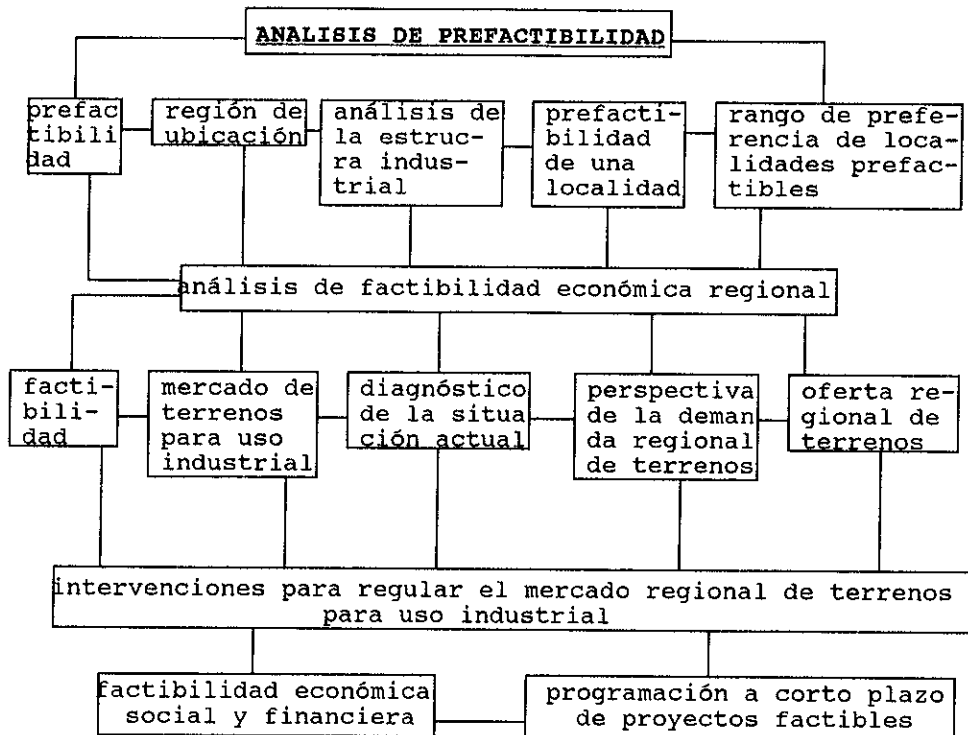 ANALISIS DE PREFACTIBILIDAD
prefac
tibili
dad
región de
ubicación
análisis de
la estruc-
ra indus-
trial
prefacti-
bilidad
de una
localidad
rango de prefe-
rencia de loca-
lidades prefac-
tibles
análisis de factibilidad económica regional
facti-
bili-
dad
mercado de
terrenos
para uso
industrial
diagnóstico
de la situa
ción actual
perspectiva
de la deman
da regional
de terrenos
oferta re-
gional de
terrenos
intervenciones para regular el mercado regional de terrenos
para uso industrial
factibilidad económica
social y financiera
programación a corto plazo
de proyectos factibles